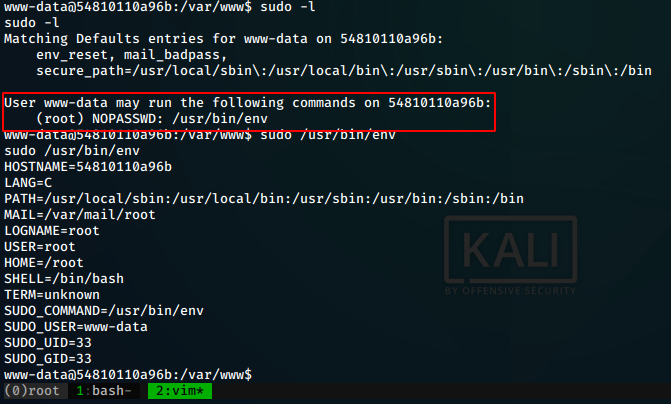 www-data@54810110a96b:/var/www$ sudo -l
sudo -l
Matching Defaults entries for www-data on 54810110a96b:
    env_reset, mail_badpass,
    secure_path=/usr/local/sbin\:/usr/local/bin\:/usr/sbin\:/usr/bin\:/sbin\:/bin

User www-data may run the following commands on 54810110a96b:
    (root) NOPASSWD: /usr/bin/env
www-data@54810110a96b:/var/www$ sudo /usr/bin/env
sudo /usr/bin/env
HOSTNAME=54810110a96b
LANG=C
PATH=/usr/local/sbin:/usr/local/bin:/usr/sbin:/usr/bin:/sbin:/bin
MAIL=/var/mail/root
LOGNAME=root
USER=root
HOME=/root
SHELL=/bin/bash
TERM=unknown
SUDO_COMMAND=/usr/bin/env
SUDO_USER=www-data
SUDO_UID=33
SUDO_GID=33
www-data@54810110a96b:/var/www$
KALI
BY OFFENSIVE SECURITY
(0)root 1:bash- 2:vim*